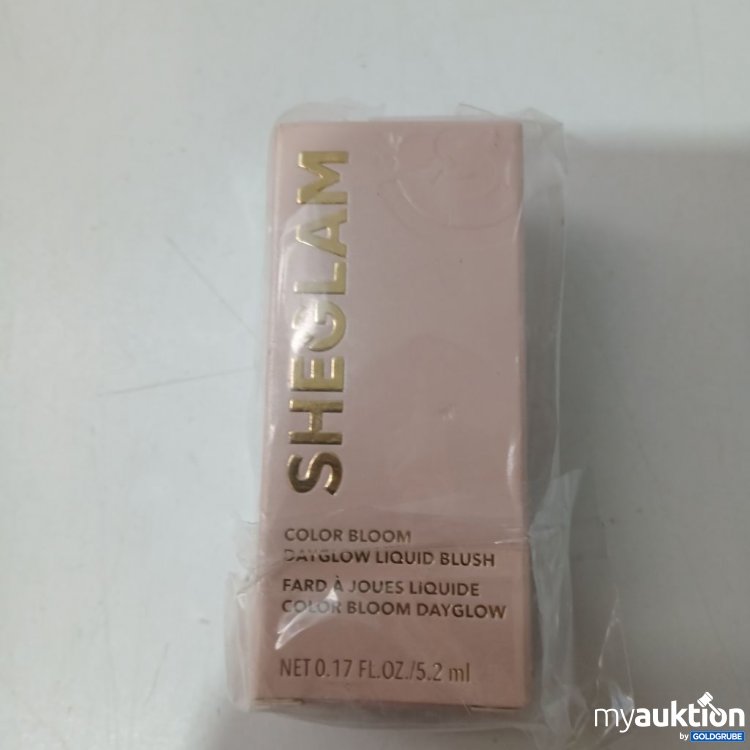 SHEGLAM
COLOR BLOOM
DAYGLOW LIQUID BLUSH
FARD À JOUES LIQUIDE
COLOR BLOOM DAYGLOW
NET 0.17 FL.OZ./5.2 ml
myauktion
by GOLDGRUBE